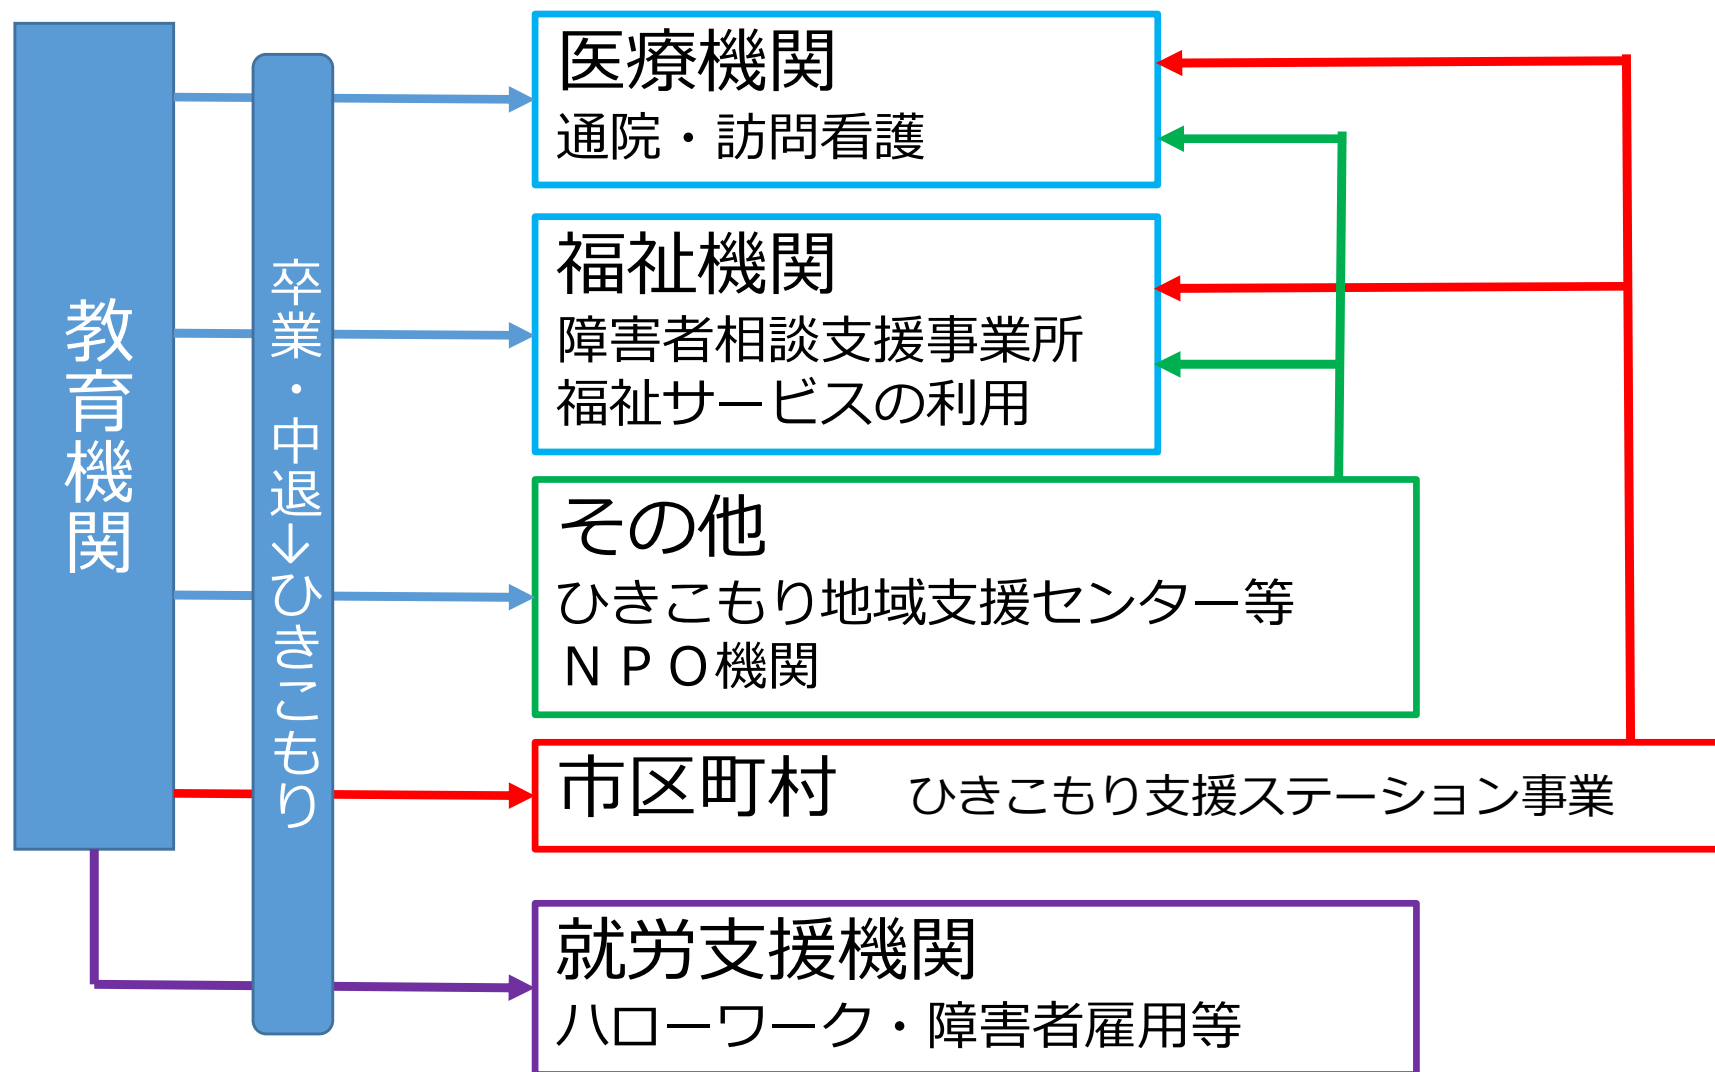 教育機関
卒業・中退→ひきこもり
医療機関
通院・訪問看護
福祉機関
障害者相談支援事業所
福祉サービスの利用
その他
ひきこもり地域支援センター等
ＮＰＯ機関
市区町村　ひきこもり支援ステーション事業
就労支援機関
ハローワーク・障害者雇用等